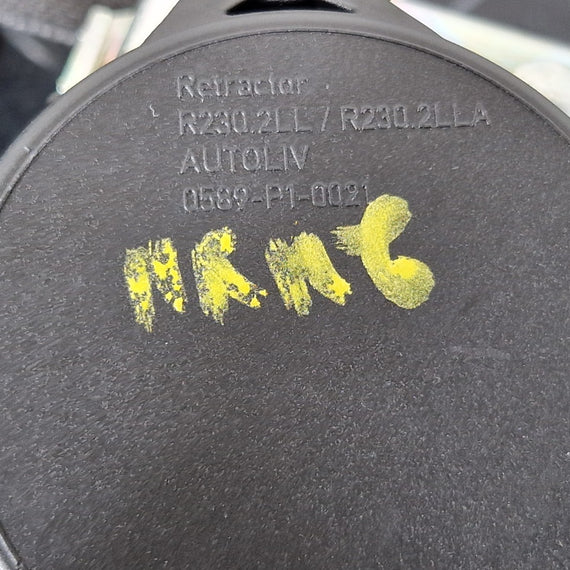 Retractor
R230.2LL / R230.2LLA
AUTOLIV
0589-P1-0021